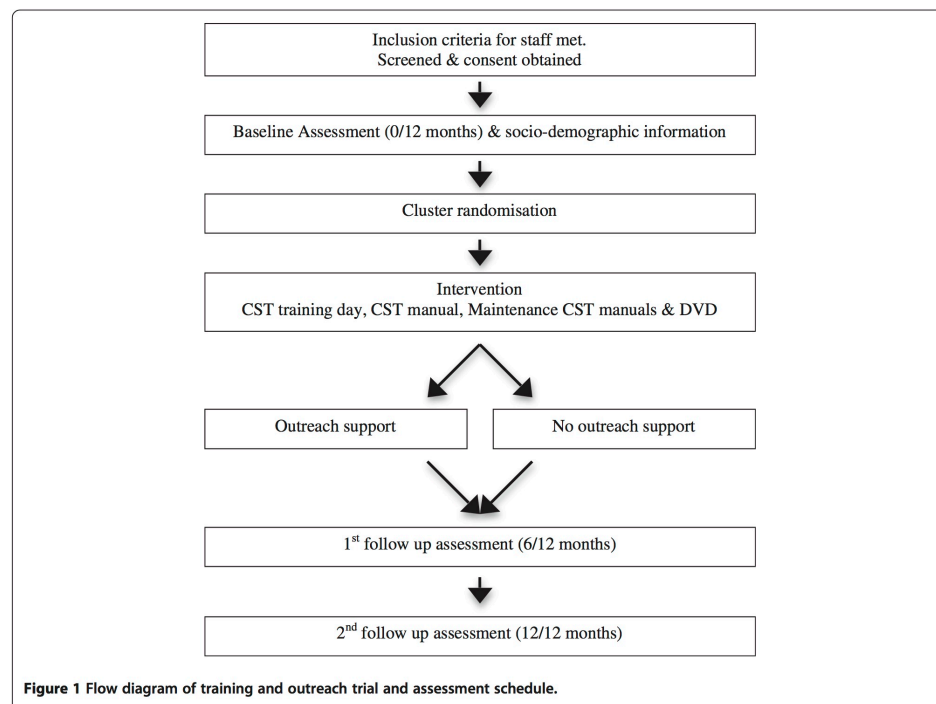 Inclusion criteria for staff met.
Screened & consent obtained
Baseline Assessment (0/12 months) & socio-demographic information
Cluster randomisation
Intervention
CST training day, CST manual, Maintenance CST manuals & DVD
Outreach support
No outreach support
1st follow up assessment (6/12 months)
2nd follow up assessment (12/12 months)
Figure 1 Flow diagram of training and outreach trial and assessment schedule.